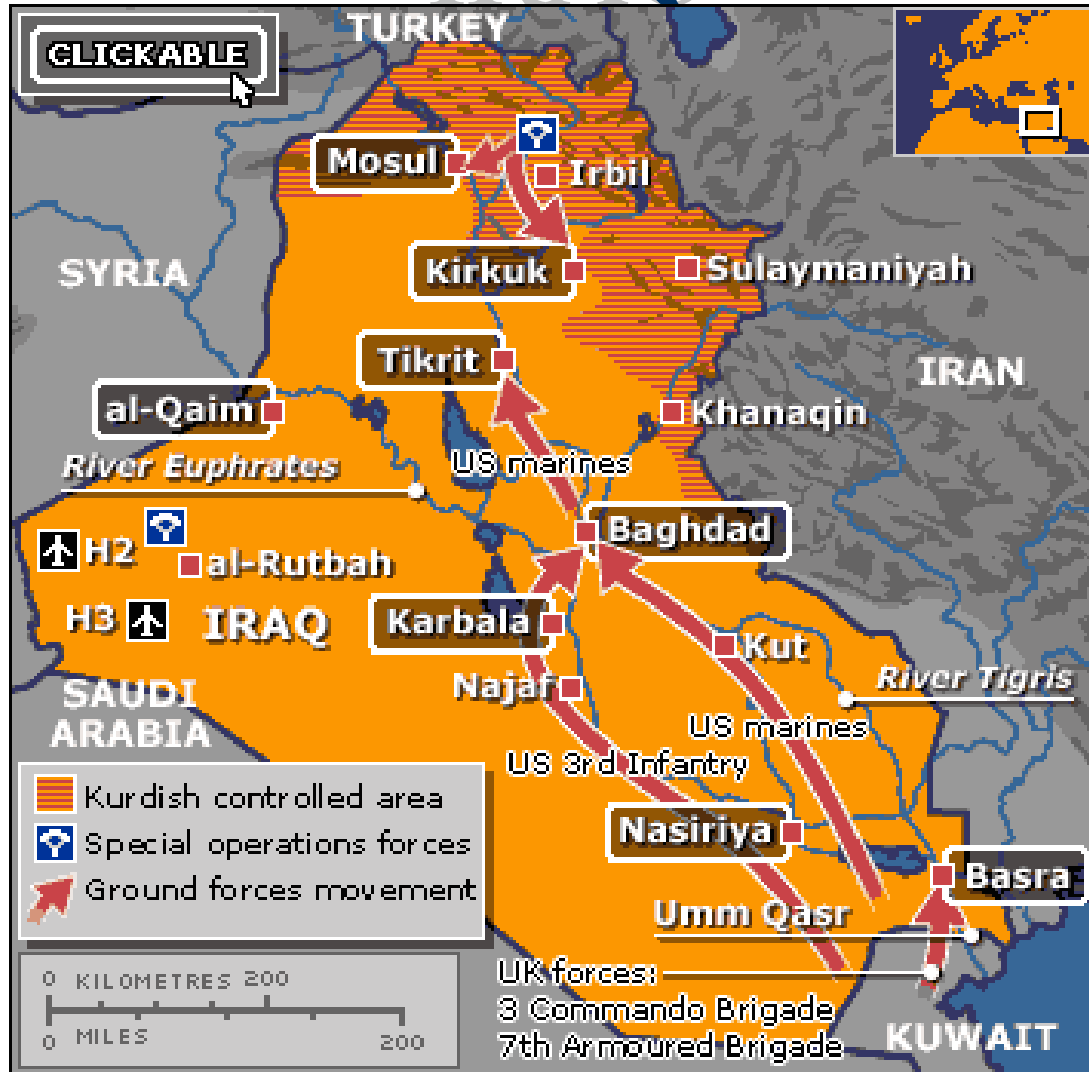 TURKEY
CLICKABLE
Mosul
Irbil
SYRIA
Kirkuk
Sulaymaniyah
Tikrit
IRAN
al-Qaim
Khanaqin
River Euphrates
US marines
Baghdad
H2
al-Rutbah
H3
IRAQ
Karbala
Kut
Najaf
River Tigris
SAUDI
ARABIA
US marines
US 3rd Infantry
Kurdish controlled area
Special operations forces
Ground forces movement
Nasiriya
Basra
Umm Qasr
UK forces:
3 Commando Brigade
7th Armoured Brigade
KUWAIT
0 KILOMETRES 200
0 MILES 200